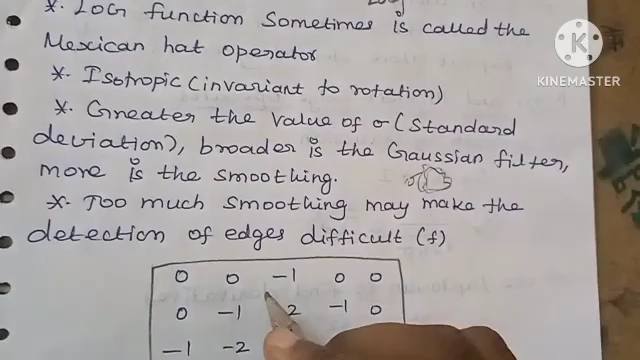 *. LOG function sometimes is called the
Mexican hat operator
*. Isotropic (invariant to rotation)
*. Greater the value of σ (Standard
deviation), broader is the Gaussian filter,
more is the smoothing.
*. Too much smoothing may make the
detection of edges difficult (f)
0 0 -1 0 0
0 -1 2 -1 0
-1 -2
KINEMASTER